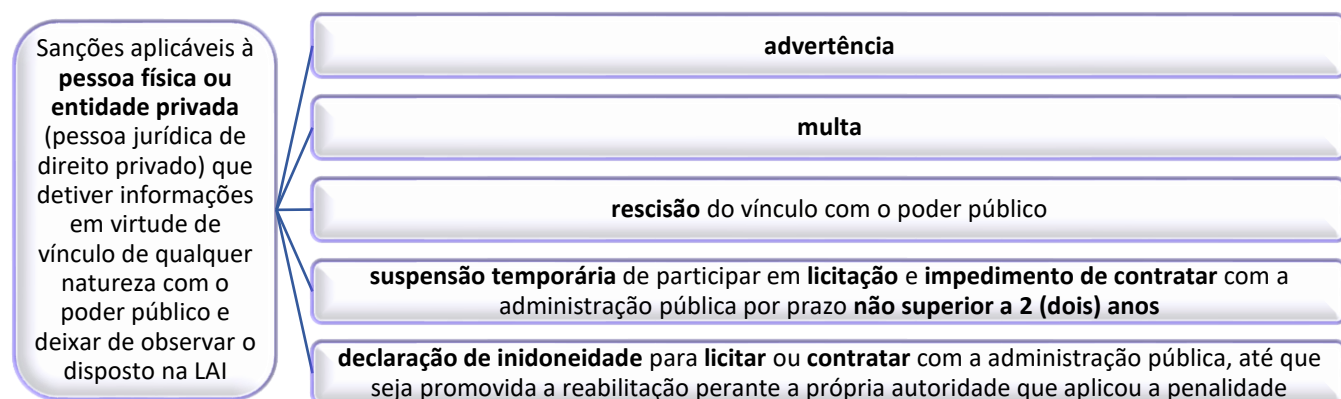 Sanções aplicáveis à
pessoa física ou
entidade privada
(pessoa jurídica de
direito privado) que
detiver informações
em virtude de
vínculo de qualquer
natureza com o
poder público e
deixar de observar o
disposto na LAI
advertência
multa
rescisão do vínculo com o poder público
suspensão temporária de participar em licitação e impedimento de contratar com a
administração pública por prazo não superior a 2 (dois) anos
declaração de inidoneidade para licitar ou contratar com a administração pública, até que
seja promovida a reabilitação perante a própria autoridade que aplicou a penalidade